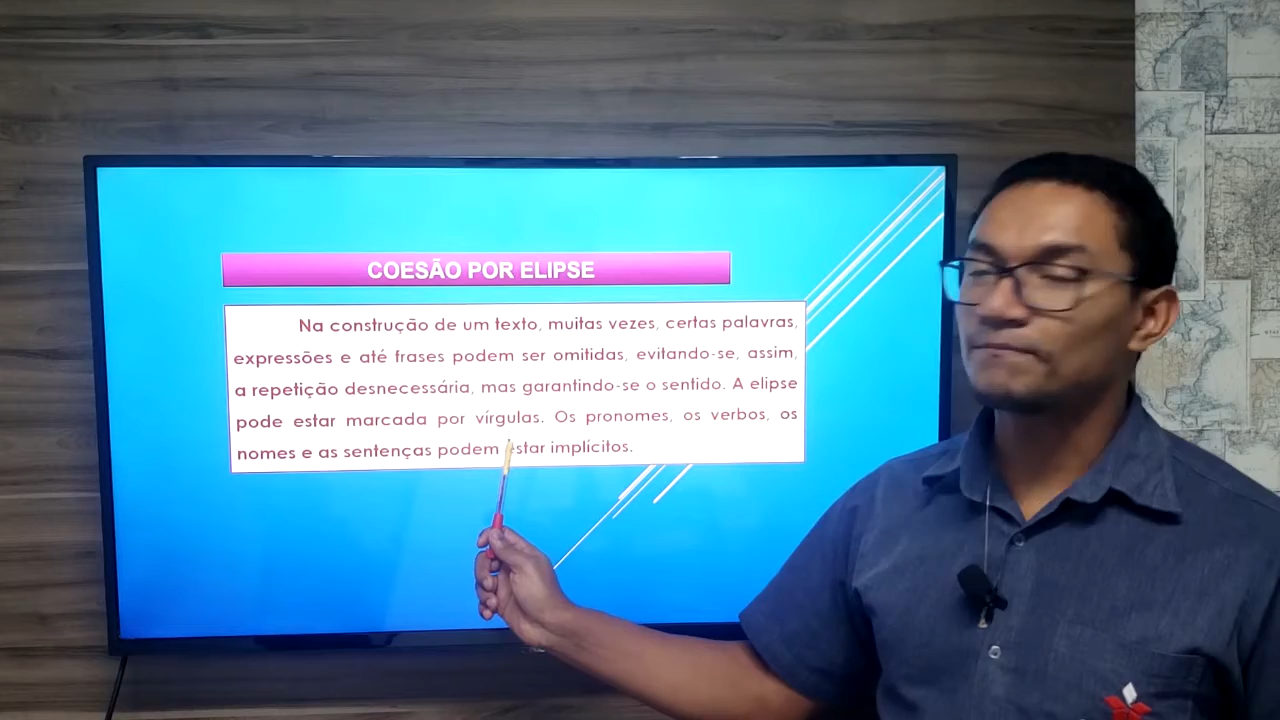 COESÃO POR ELIPSE
Na construção de um texto, muitas vezes, certas palavras,
expressões e até frases podem ser omitidas, evitando-se, assim,
a repetição desnecessária, mas garantindo-se o sentido. A elipse
pode estar marcada por vírgulas. Os pronomes, os verbos, os
nomes e as sentenças podem estar implícitos.